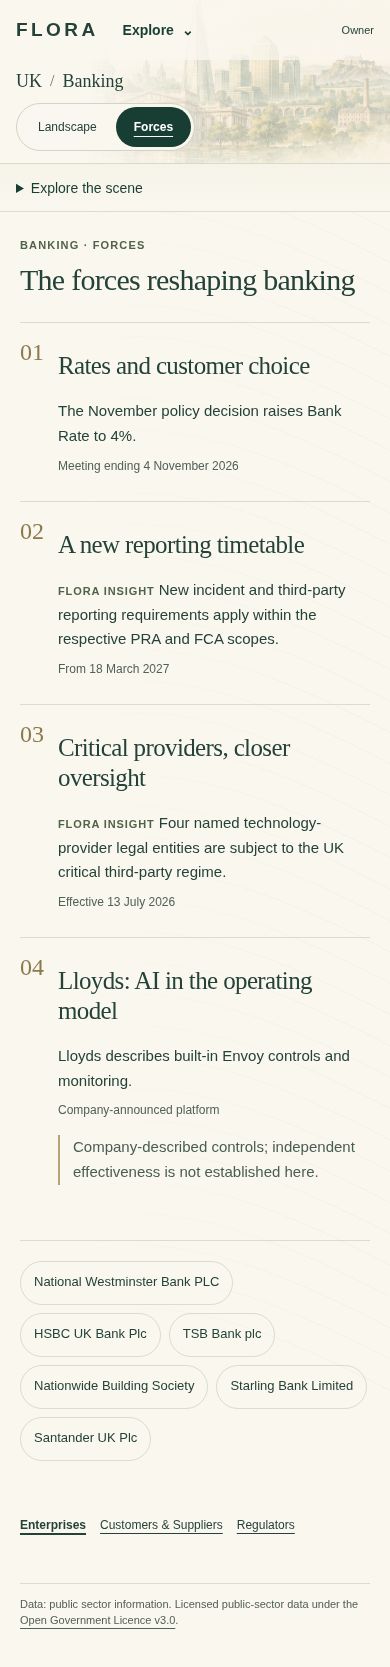 FLORA Explore ⌄ Owner
UK / Banking
Landscape Forces
▶ Explore the scene
BANKING · FORCES
The forces reshaping banking
01 Rates and customer choice
The November policy decision raises Bank
Rate to 4%.
Meeting ending 4 November 2026
02 A new reporting timetable
FLORA INSIGHT New incident and third-party
reporting requirements apply within the
respective PRA and FCA scopes.
From 18 March 2027
03 Critical providers, closer
oversight
FLORA INSIGHT Four named technology-
provider legal entities are subject to the UK
critical third-party regime.
Effective 13 July 2026
04 Lloyds: AI in the operating
model
Lloyds describes built-in Envoy controls and
monitoring.
Company-announced platform
Company-described controls; independent
effectiveness is not established here.
National Westminster Bank PLC
HSBC UK Bank Plc TSB Bank plc
Nationwide Building Society Starling Bank Limited
Santander UK Plc
Enterprises Customers & Suppliers Regulators
Data: public sector information. Licensed public-sector data under the
Open Government Licence v3.0.